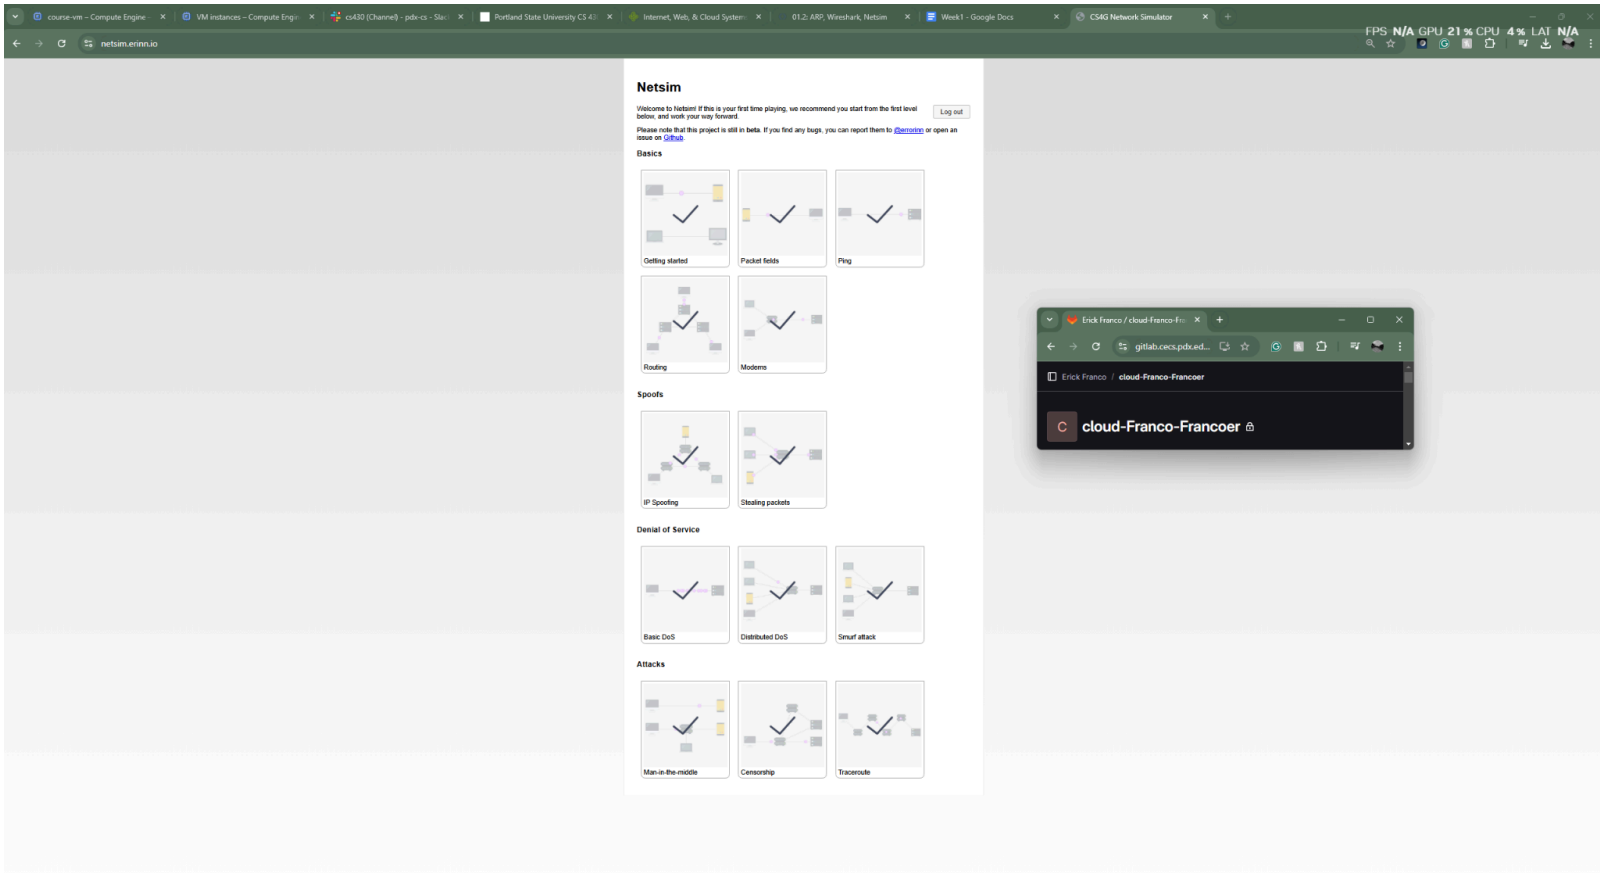 course-vm – Compute Engine –
VM instances – Compute Engin
cs430 (Channel) - pdx-cs - Slac
Portland State University CS 43
Internet, Web, & Cloud System
01.2: ARP, Wireshark, Netsim
Week1 - Google Docs
CS4G Network Simulator
netsim.erinn.io
FPS N/A GPU 21 % CPU 4 % LAT N/A
Netsim
Welcome to Netsim! If this is your first time playing, we recommend you start from the first level
below, and work your way forward.
Log out
Please note that this project is still in beta. If you find any bugs, you can report them to @errorinn or open an
issue on Github.
Basics
Getting started
Packet fields
Ping
Routing
Modems
Erick Franco / cloud-Franco-Fra
gitlab.cecs.pdx.ed...
Erick Franco / cloud-Franco-Francoer
C
cloud-Franco-Francoer
Spoofs
IP Spoofing
Stealing packets
Denial of Service
Basic DoS
Distributed DoS
Smurf attack
Attacks
Man-in-the-middle
Censorship
Traceroute